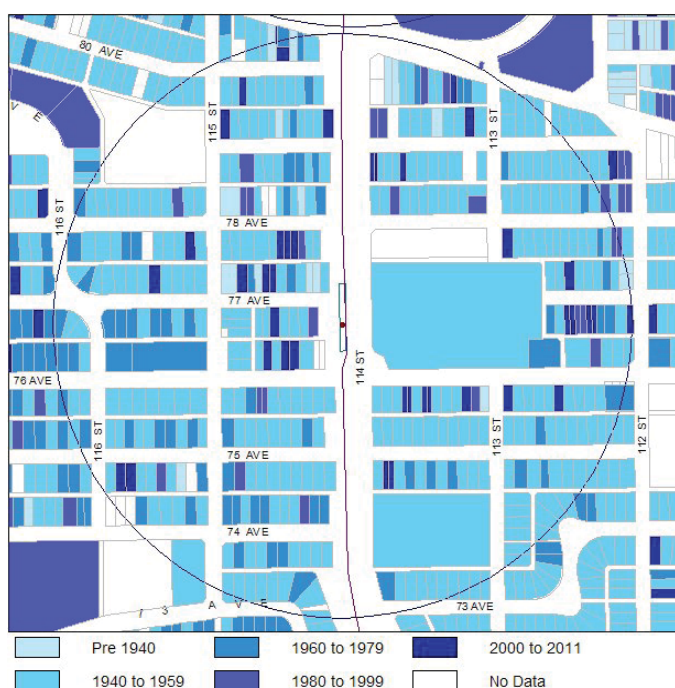 80 AVE
V E
115 ST
113 ST
116 ST
78 AVE
77 AVE
114 ST
76 AVE
116 ST
113 ST
112 ST
75 AVE
74 AVE
73 AVE
73 AVE
Pre 1940
1960 to 1979
2000 to 2011
1940 to 1959
1980 to 1999
No Data